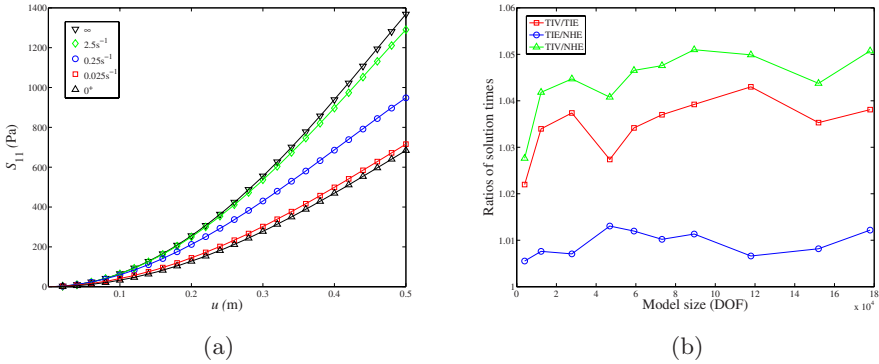 1400
1200
1000
800
600
400
200
0
S₁₁ (Pa)
∞
2.5s⁻¹
0.25s⁻¹
0.025s⁻¹
0⁺
0.1
0.2
0.3
0.4
0.5
u (m)
(a)
1.06
1.05
1.04
1.03
1.02
1.01
1
Ratios of solution times
TIV/TIE
TIE/NHE
TIV/NHE
0
2
4
6
8
10
12
14
16
18
x 10⁴
Model size (DOF)
(b)